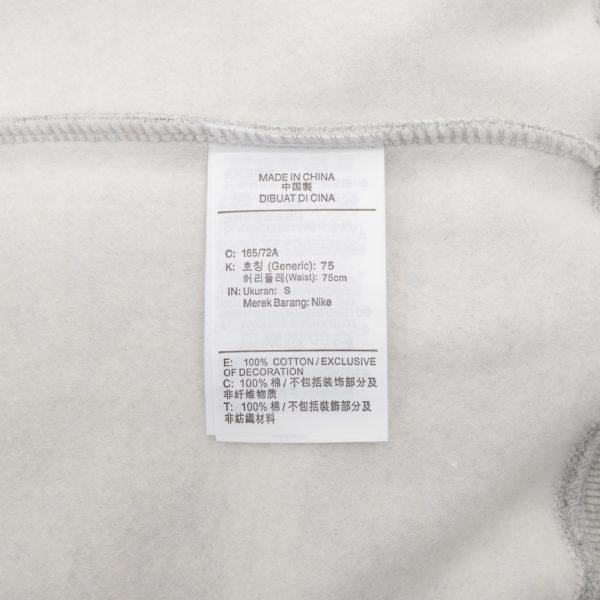 MADE IN CHINA
中国製
DIBUAT DI CINA
C: 165/72A
K: 호칭 (Generic): 75
허리둘레(Waist): 75cm
IN: Ukuran: S
Merek Barang: Nike
E: 100% COTTON/EXCLUSIVE
OF DECORATION
C: 100% 棉/不包括装饰部分及
非纤维物质
T: 100% 棉/不包括裝飾部分及
非紡織材料